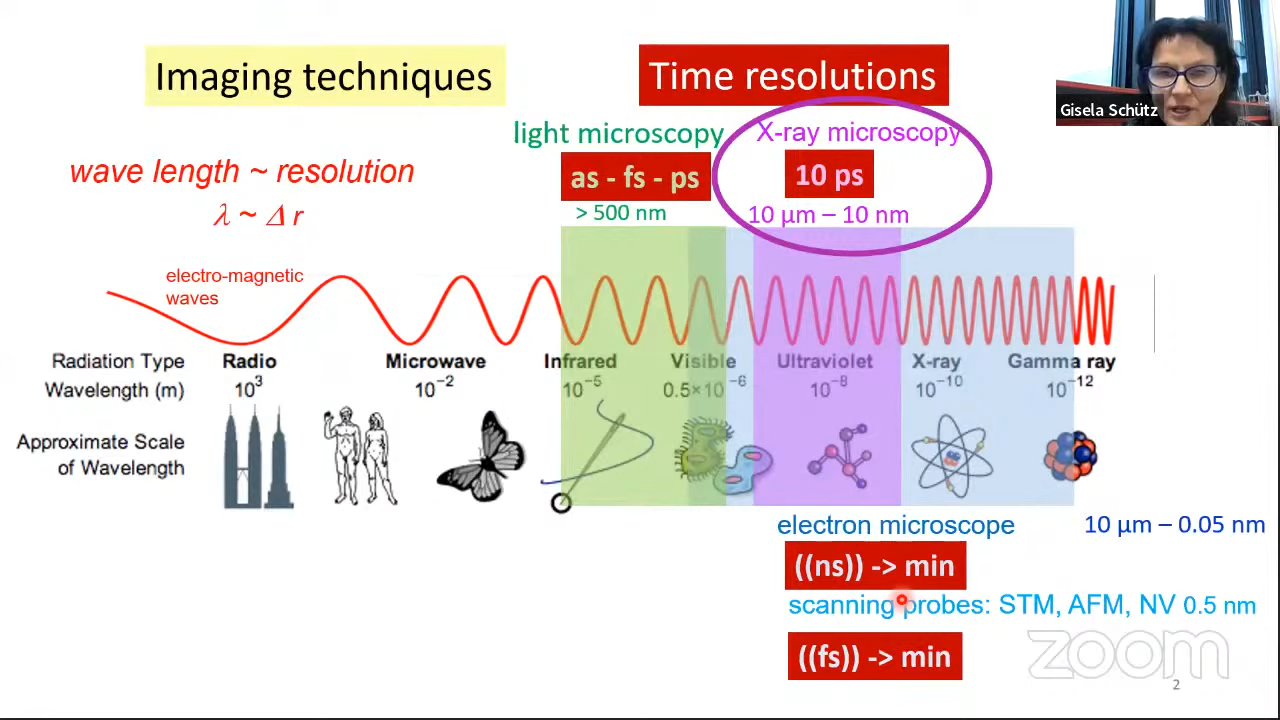 Imaging techniques
Time resolutions
Gisela Schütz
light microscopy
X-ray microscopy
wave length ~ resolution
as - fs - ps
10 ps
λ ~ Δ r
> 500 nm
10 µm – 10 nm
electro-magnetic
waves
Radiation Type Radio Microwave Infrared Visible Ultraviolet X-ray Gamma ray
Wavelength (m) 10³ 10⁻² 10⁻⁵ 0.5×10⁻⁶ 10⁻⁸ 10⁻¹⁰ 10⁻¹²
Approximate Scale
of Wavelength
electron microscope 10 µm – 0.05 nm
((ns)) -> min
scanning probes: STM, AFM, NV 0.5 nm
((fs)) -> min
zoom
2